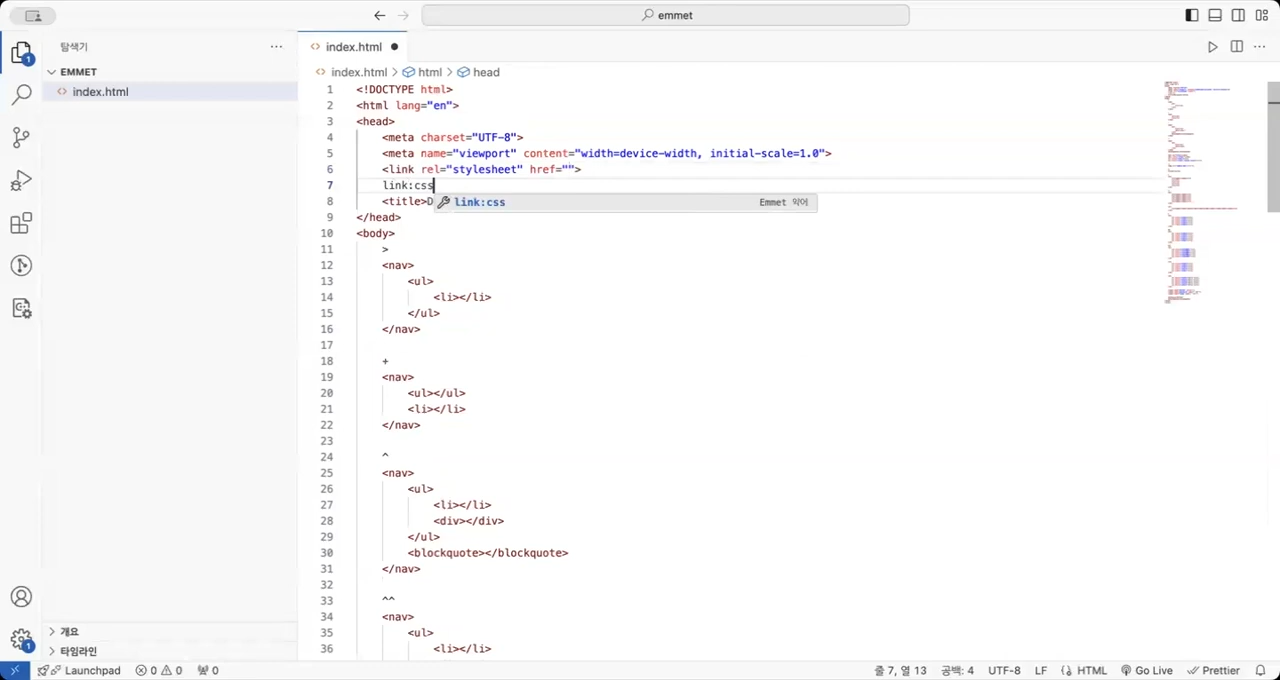 emmet
탐색기 ···
index.html ●
index.html > html > head
EMMET
index.html
1 <!DOCTYPE html>
2 <html lang="en">
3 <head>
4 <meta charset="UTF-8">
5 <meta name="viewport" content="width=device-width, initial-scale=1.0">
6 <link rel="stylesheet" href="">
7 link:css
link:css Emmet 약어
8 <title>D
9 </head>
10 <body>
11 >
12 <nav>
13 <ul>
14 <li></li>
15 </ul>
16 </nav>
17
18 +
19 <nav>
20 <ul></ul>
21 <li></li>
22 </nav>
23
24 ^
25 <nav>
26 <ul>
27 <li></li>
28 <div></div>
29 </ul>
30 <blockquote></blockquote>
31 </nav>
32
33 ^^
34 <nav>
35 <ul>
36 <li></li>
개요
타임라인
1
1
Launchpad 0 0 0 줄 7, 열 13 공백: 4 UTF-8 LF HTML Go Live Prettier